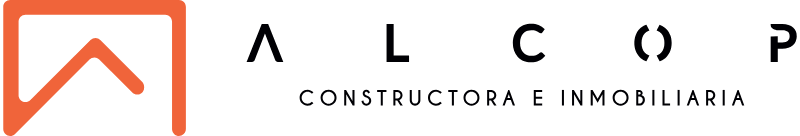 ALCOP
CONSTRUCTORA E INMOBILIARIA